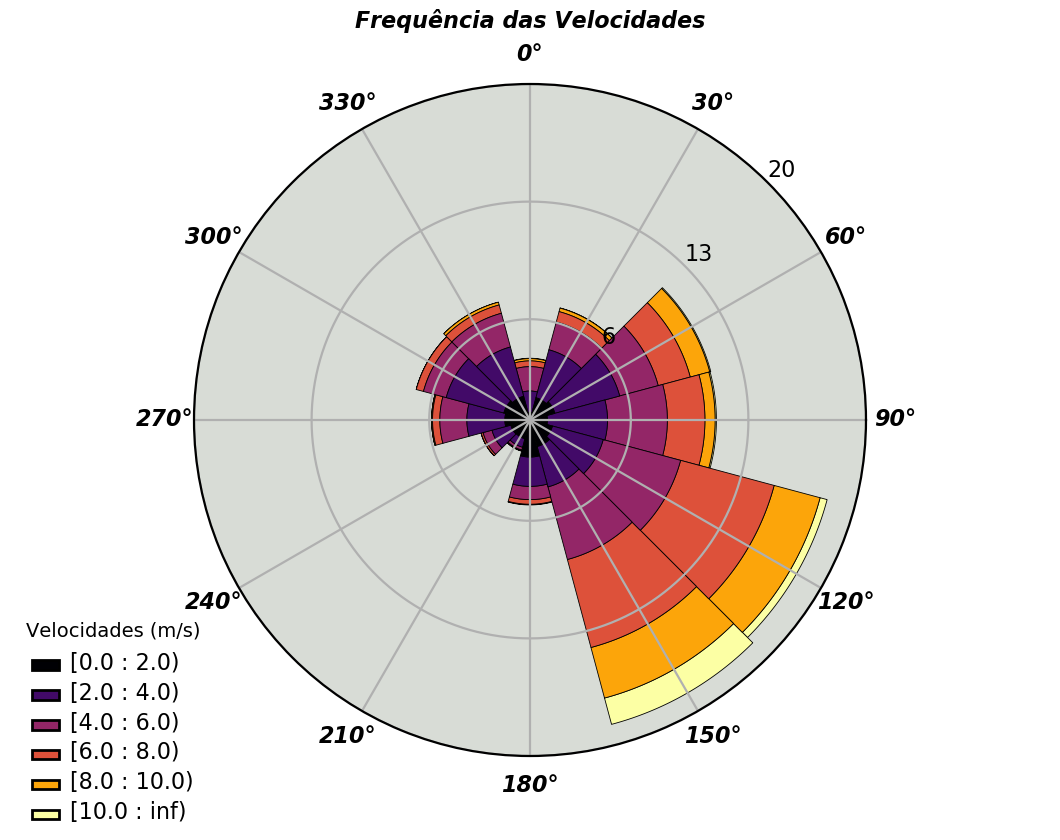 Frequência das Velocidades
0°
330°
30°
20
300°
60°
13
6
270°
90°
240°
120°
210°
150°
180°
Velocidades (m/s)
[0.0 : 2.0)
[2.0 : 4.0)
[4.0 : 6.0)
[6.0 : 8.0)
[8.0 : 10.0)
[10.0 : inf)